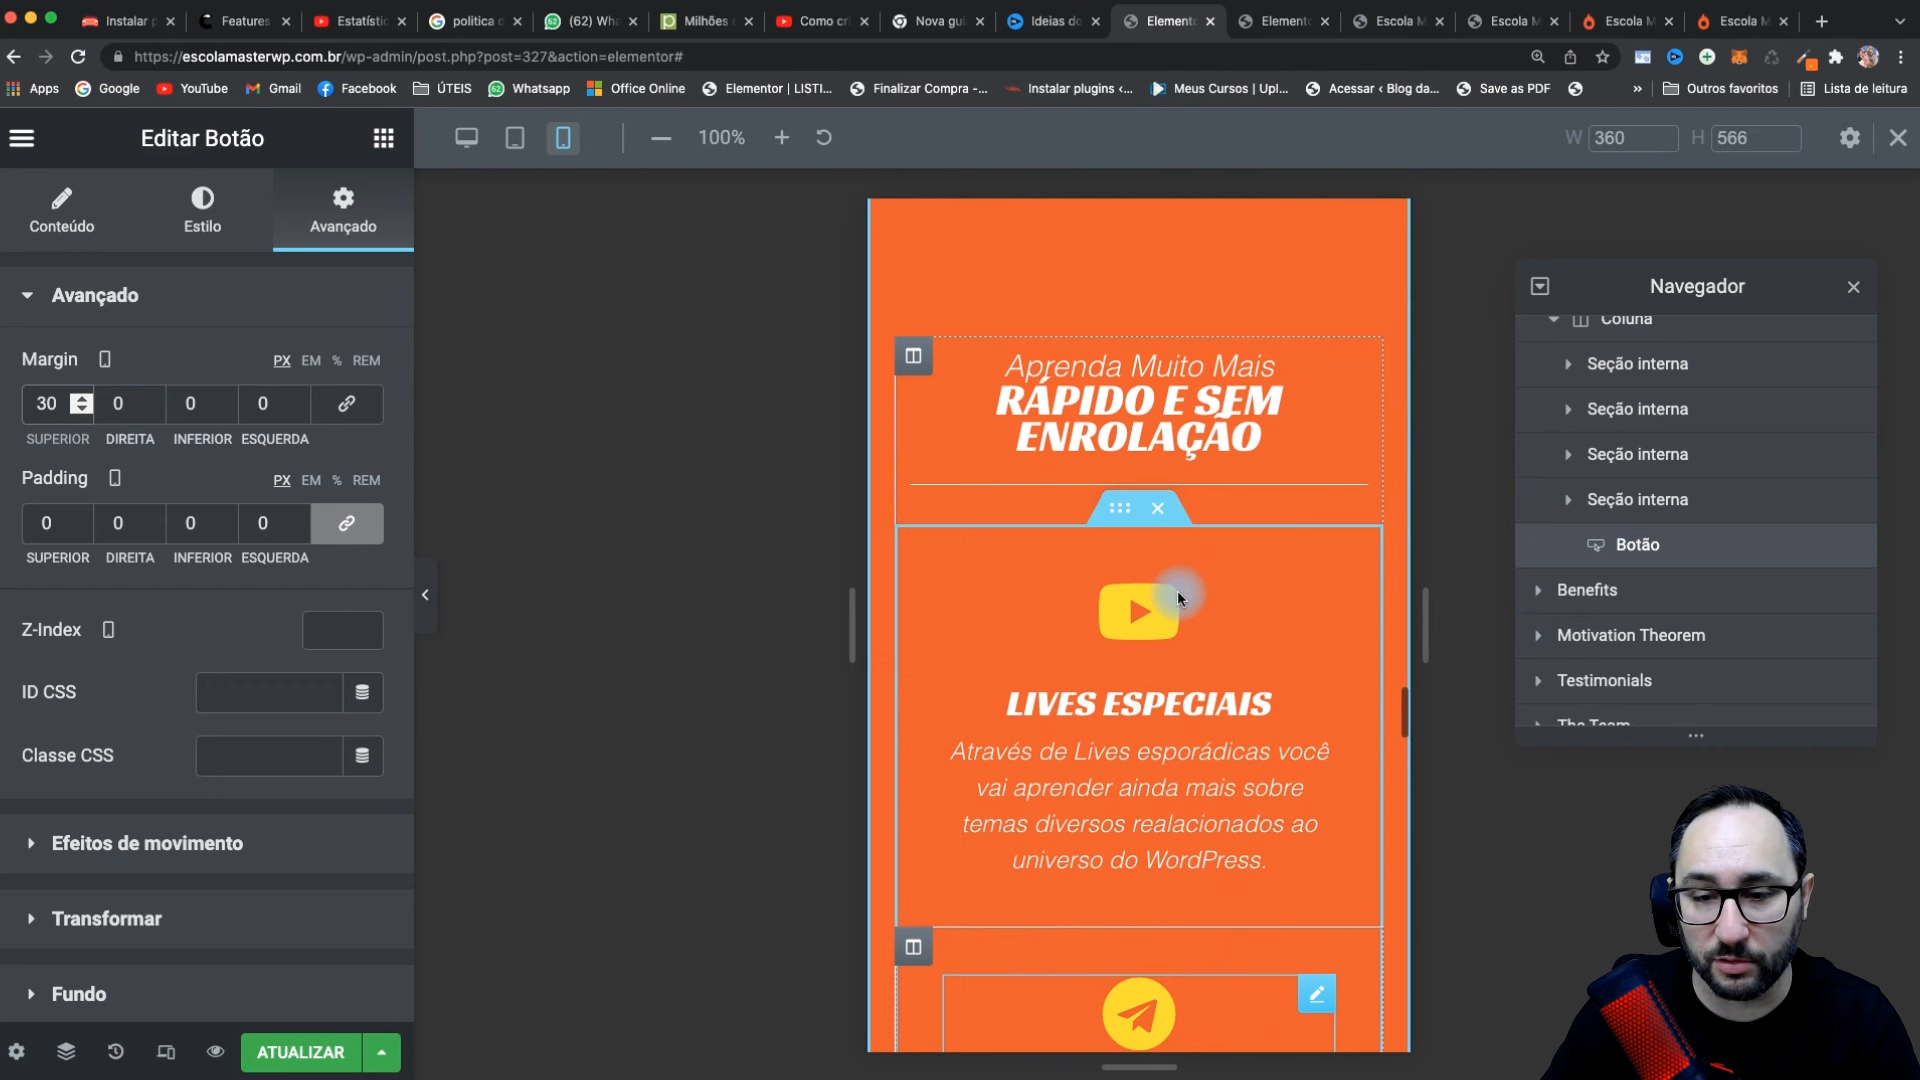 Instalar p
Features
Estatístic
politica d
(62) Wha
Milhões
Como cri
Nova gui
Ideias do
Element
Elemento
Escola M
Escola M
Escola M
Escola M
https://escolamasterwp.com.br/wp-admin/post.php?post=327&action=elementor#
Apps
Google
YouTube
Gmail
Facebook
ÚTEIS
Whatsapp
Office Online
Elementor | LISTI...
Finalizar Compra -...
Instalar plugins <...
Meus Cursos | Upl...
Acessar ‹ Blog da...
Save as PDF
»
Outros favoritos
Lista de leitura
Editar Botão
100%
W 360
H 566
Conteúdo
Estilo
Avançado
Avançado
Margin PX EM % REM
30 0 0 0
SUPERIOR DIREITA INFERIOR ESQUERDA
Padding PX EM % REM
0 0 0 0
SUPERIOR DIREITA INFERIOR ESQUERDA
Z-Index
ID CSS
Classe CSS
Efeitos de movimento
Transformar
Fundo
ATUALIZAR
Aprenda Muito Mais
RÁPIDO E SEM
ENROLAÇÃO
LIVES ESPECIAIS
Através de Lives esporádicas você
vai aprender ainda mais sobre
temas diversos realacionados ao
universo do WordPress.
Navegador
Coluna
Seção interna
Seção interna
Seção interna
Seção interna
Botão
Benefits
Motivation Theorem
Testimonials
The Team